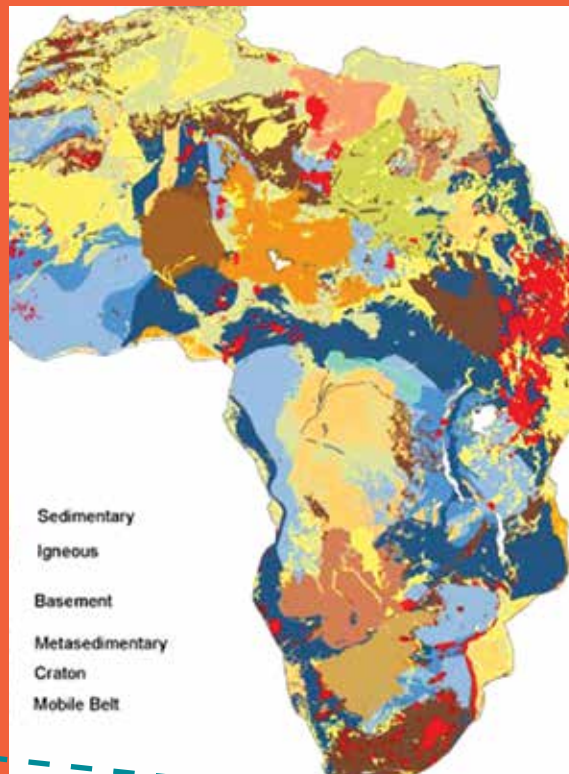 Sedimentary
Igneous
Basement
Metasedimentary
Craton
Mobile Belt